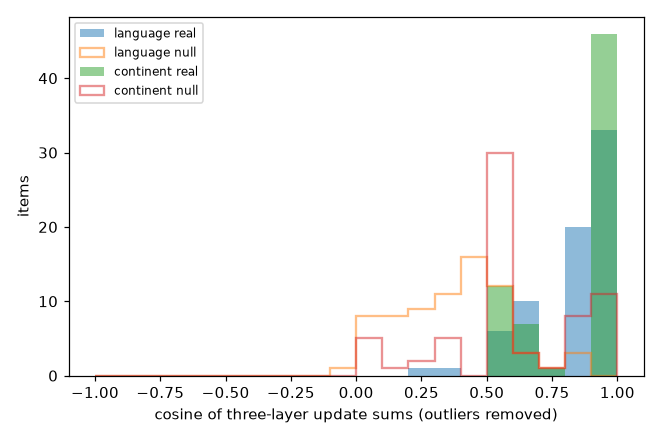 language real
language null
continent real
continent null
40
30
20
10
0
items
−1.00 −0.75 −0.50 −0.25 0.00 0.25 0.50 0.75 1.00
cosine of three-layer update sums (outliers removed)